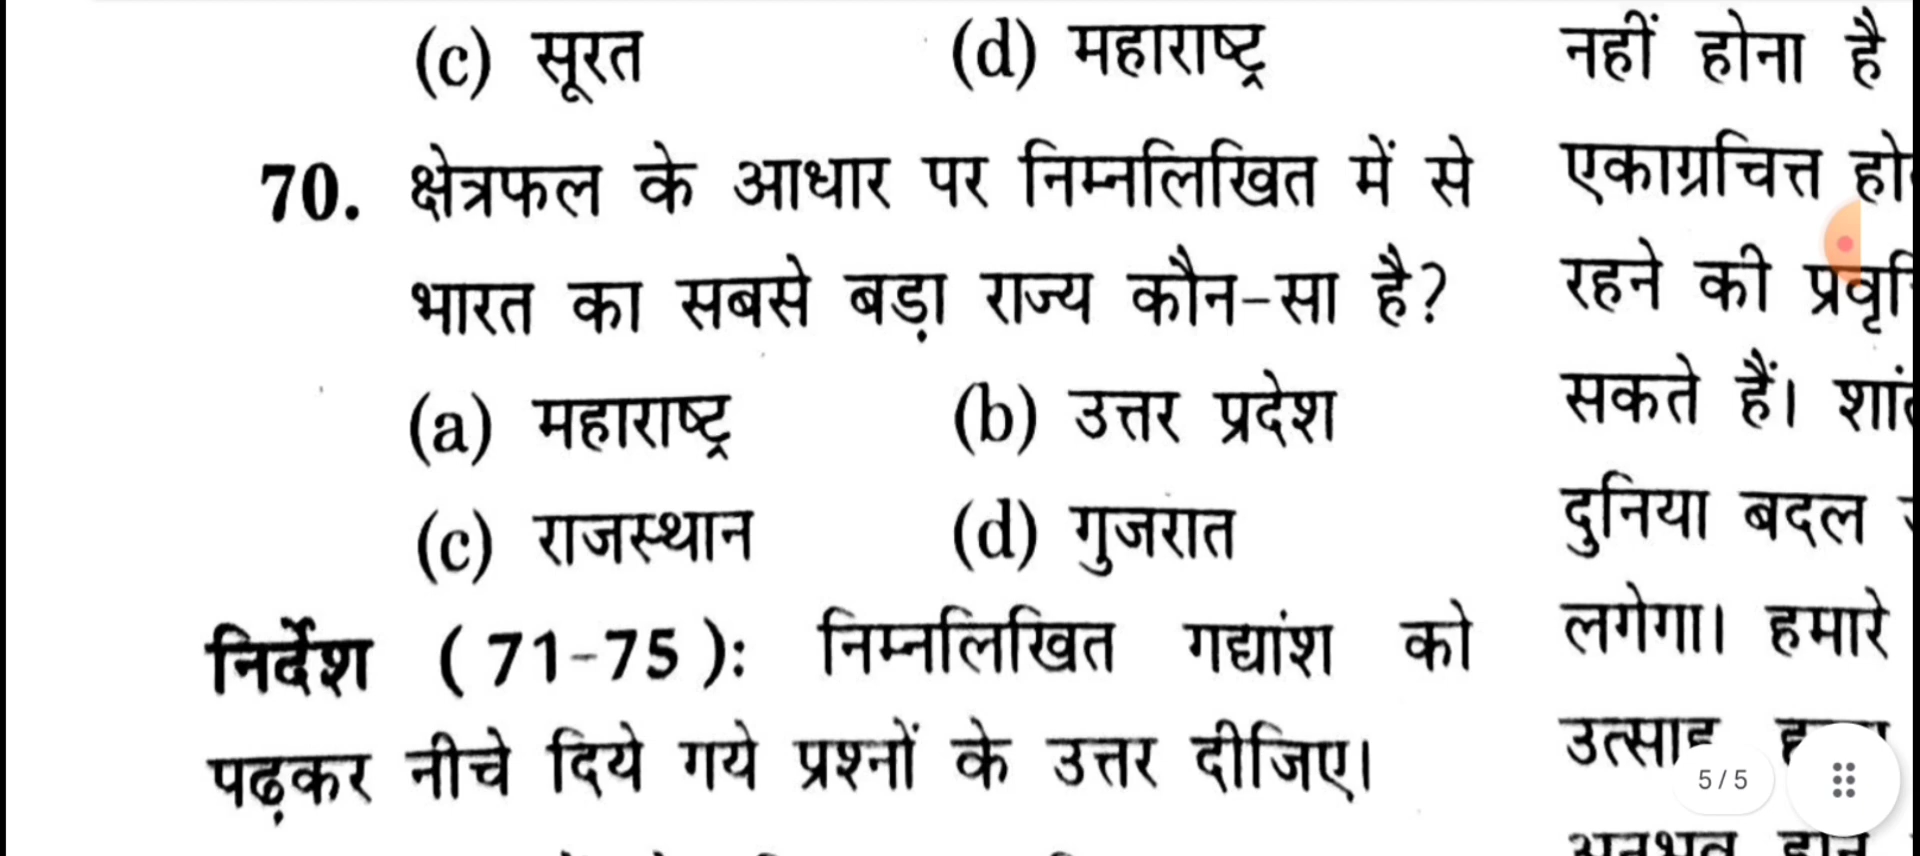 (c) सूरत (d) महाराष्ट्र
70. क्षेत्रफल के आधार पर निम्नलिखित में से
भारत का सबसे बड़ा राज्य कौन-सा है?
(a) महाराष्ट्र (b) उत्तर प्रदेश
(c) राजस्थान (d) गुजरात
निर्देश (71-75): निम्नलिखित गद्यांश को
पढ़कर नीचे दिये गये प्रश्नों के उत्तर दीजिए।
नहीं होना है
एकाग्रचित्त
रहने की
सकते हैं।
दुनिया बदल
लगेगा। हमारे
5/5